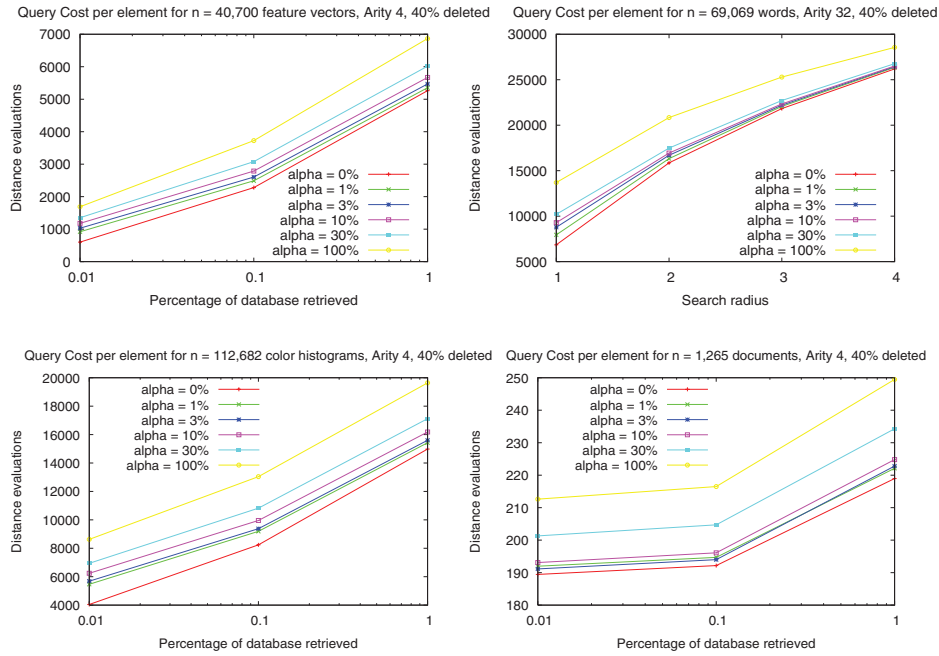 Query Cost per element for n = 40,700 feature vectors, Arity 4, 40% deleted
7000
6000
5000
4000
3000
2000
1000
0
Distance evaluations
alpha = 0%
alpha = 1%
alpha = 3%
alpha = 10%
alpha = 30%
alpha = 100%
0.01
0.1
1
Percentage of database retrieved
Query Cost per element for n = 69,069 words, Arity 32, 40% deleted
30000
25000
20000
15000
10000
5000
Distance evaluations
alpha = 0%
alpha = 1%
alpha = 3%
alpha = 10%
alpha = 30%
alpha = 100%
1
2
3
4
Search radius
Query Cost per element for n = 112,682 color histograms, Arity 4, 40% deleted
20000
18000
16000
14000
12000
10000
8000
6000
4000
Distance evaluations
alpha = 0%
alpha = 1%
alpha = 3%
alpha = 10%
alpha = 30%
alpha = 100%
0.01
0.1
1
Percentage of database retrieved
Query Cost per element for n = 1,265 documents, Arity 4, 40% deleted
250
240
230
220
210
200
190
180
Distance evaluations
alpha = 0%
alpha = 1%
alpha = 3%
alpha = 10%
alpha = 30%
alpha = 100%
0.01
0.1
1
Percentage of database retrieved